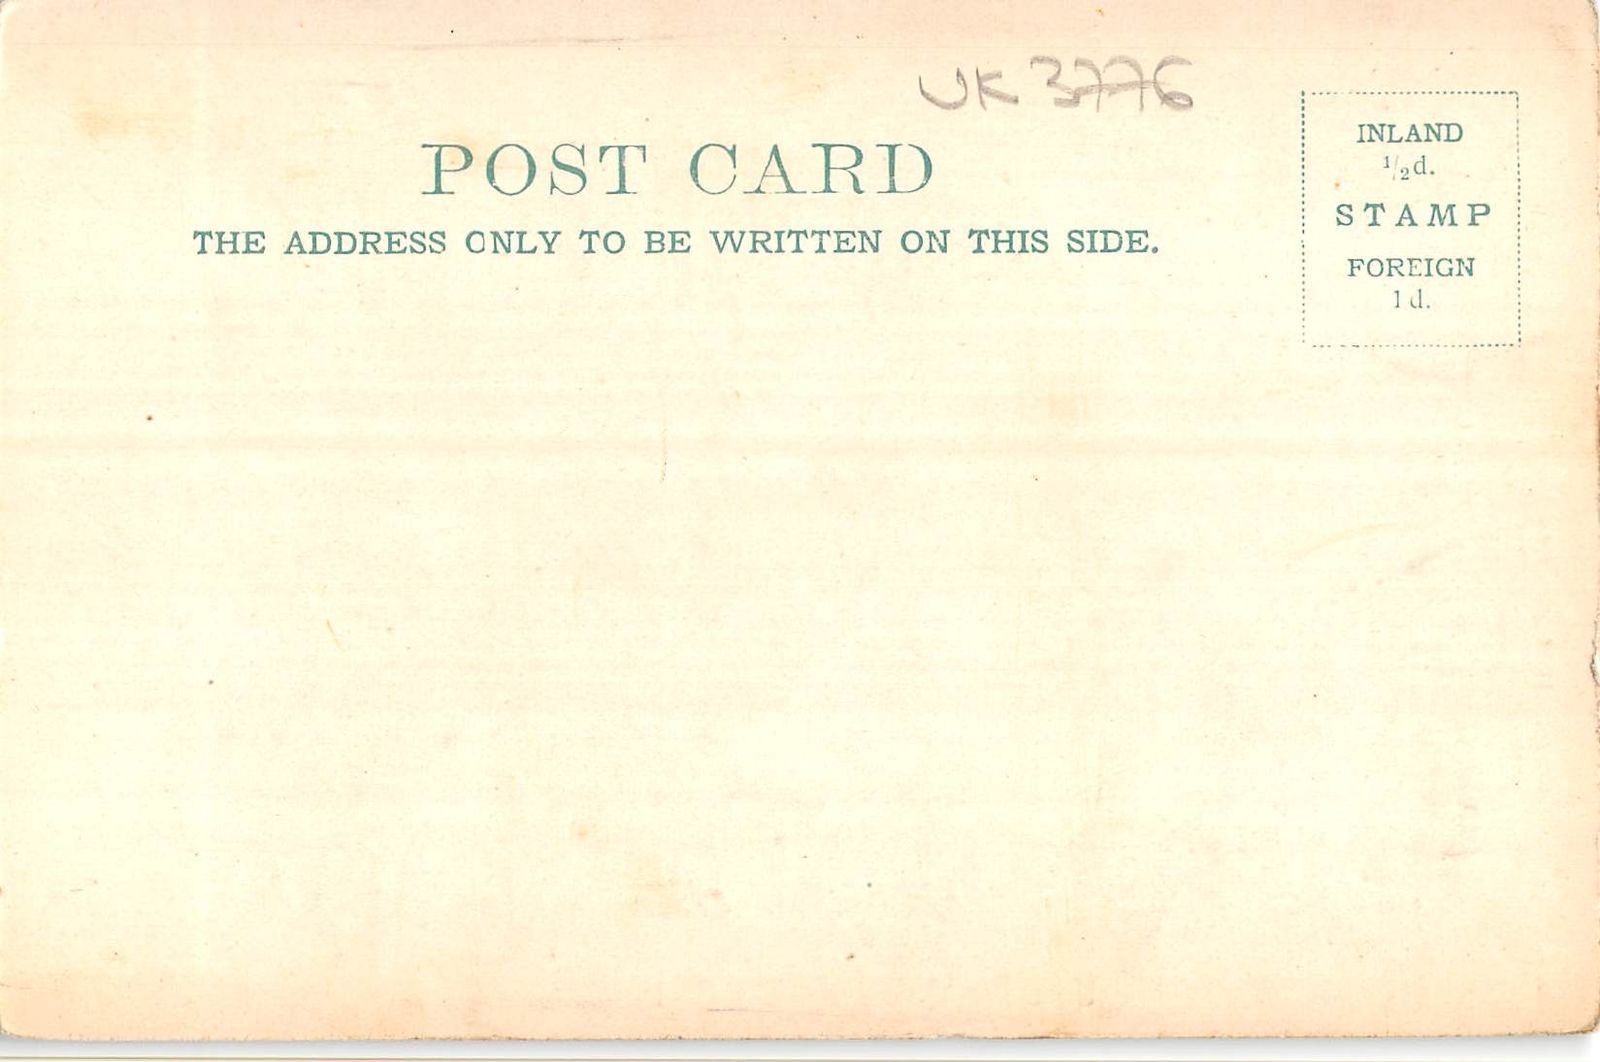 UK 3776
POST CARD
THE ADDRESS ONLY TO BE WRITTEN ON THIS SIDE.
INLAND
1/2d.
STAMP
FOREIGN
1d.